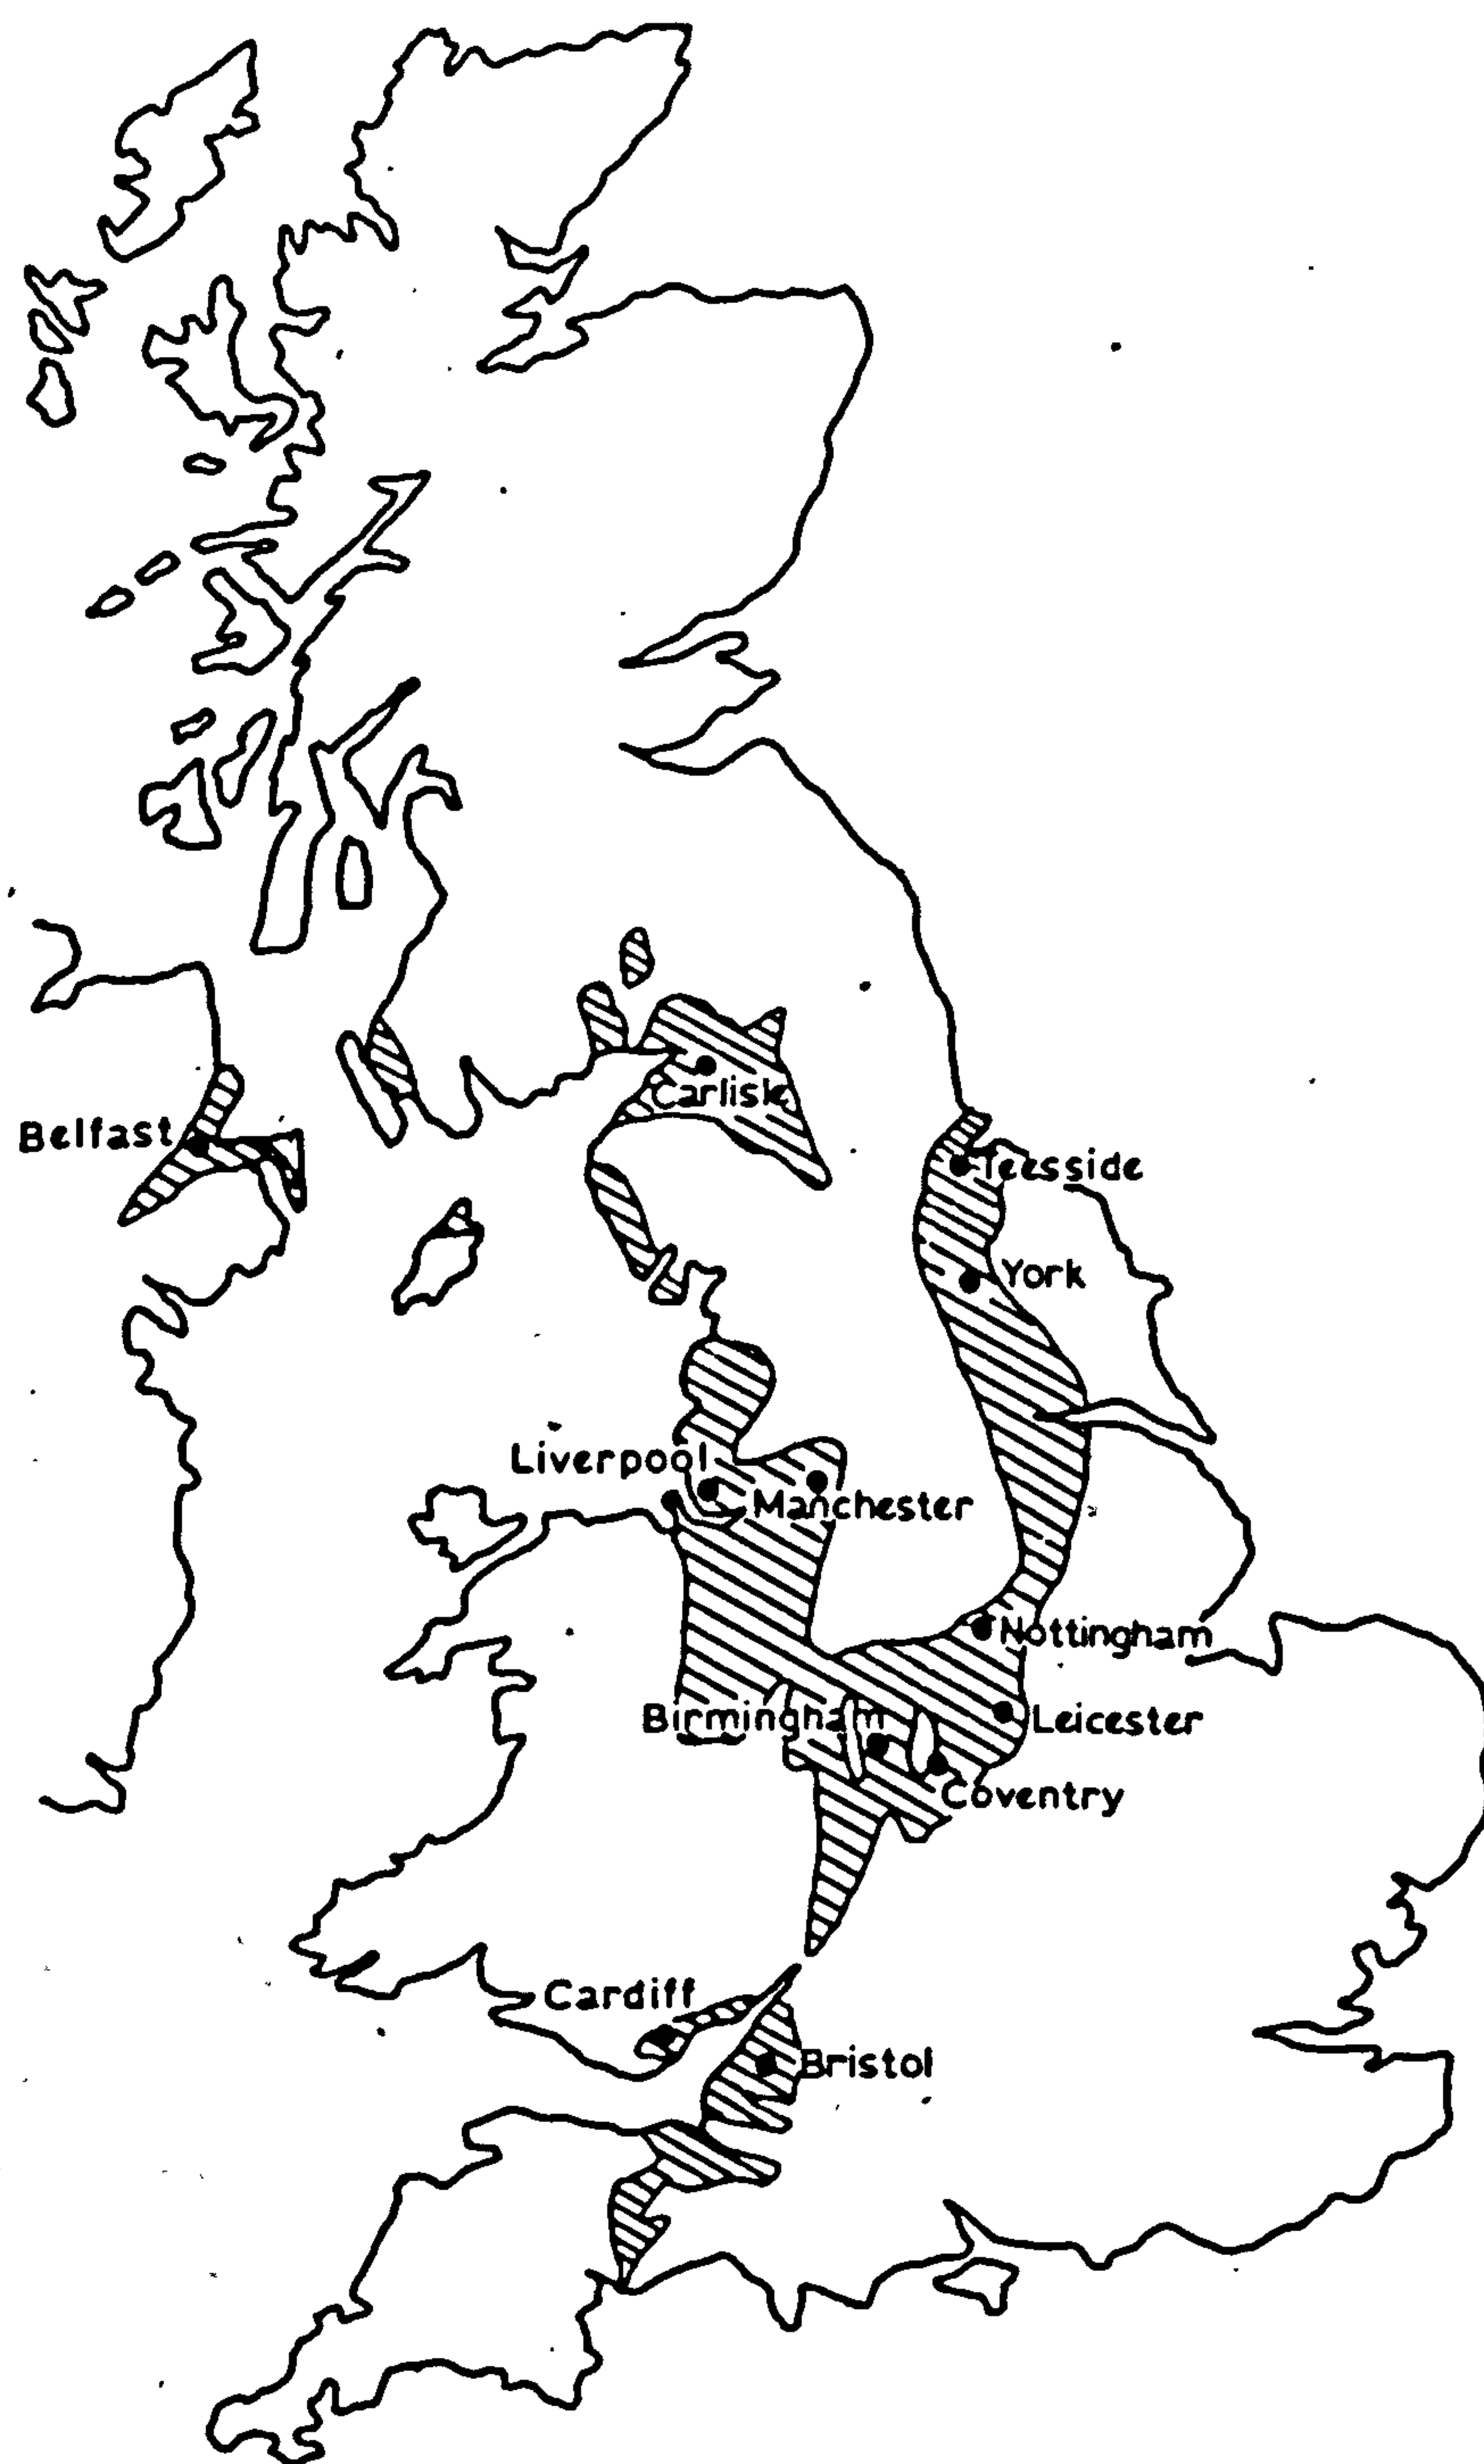 Carlisle
Belfast
Teesside
York
Liverpool
Manchester
Nottingham
Birmingham
Leicester
Coventry
Cardiff
Bristol